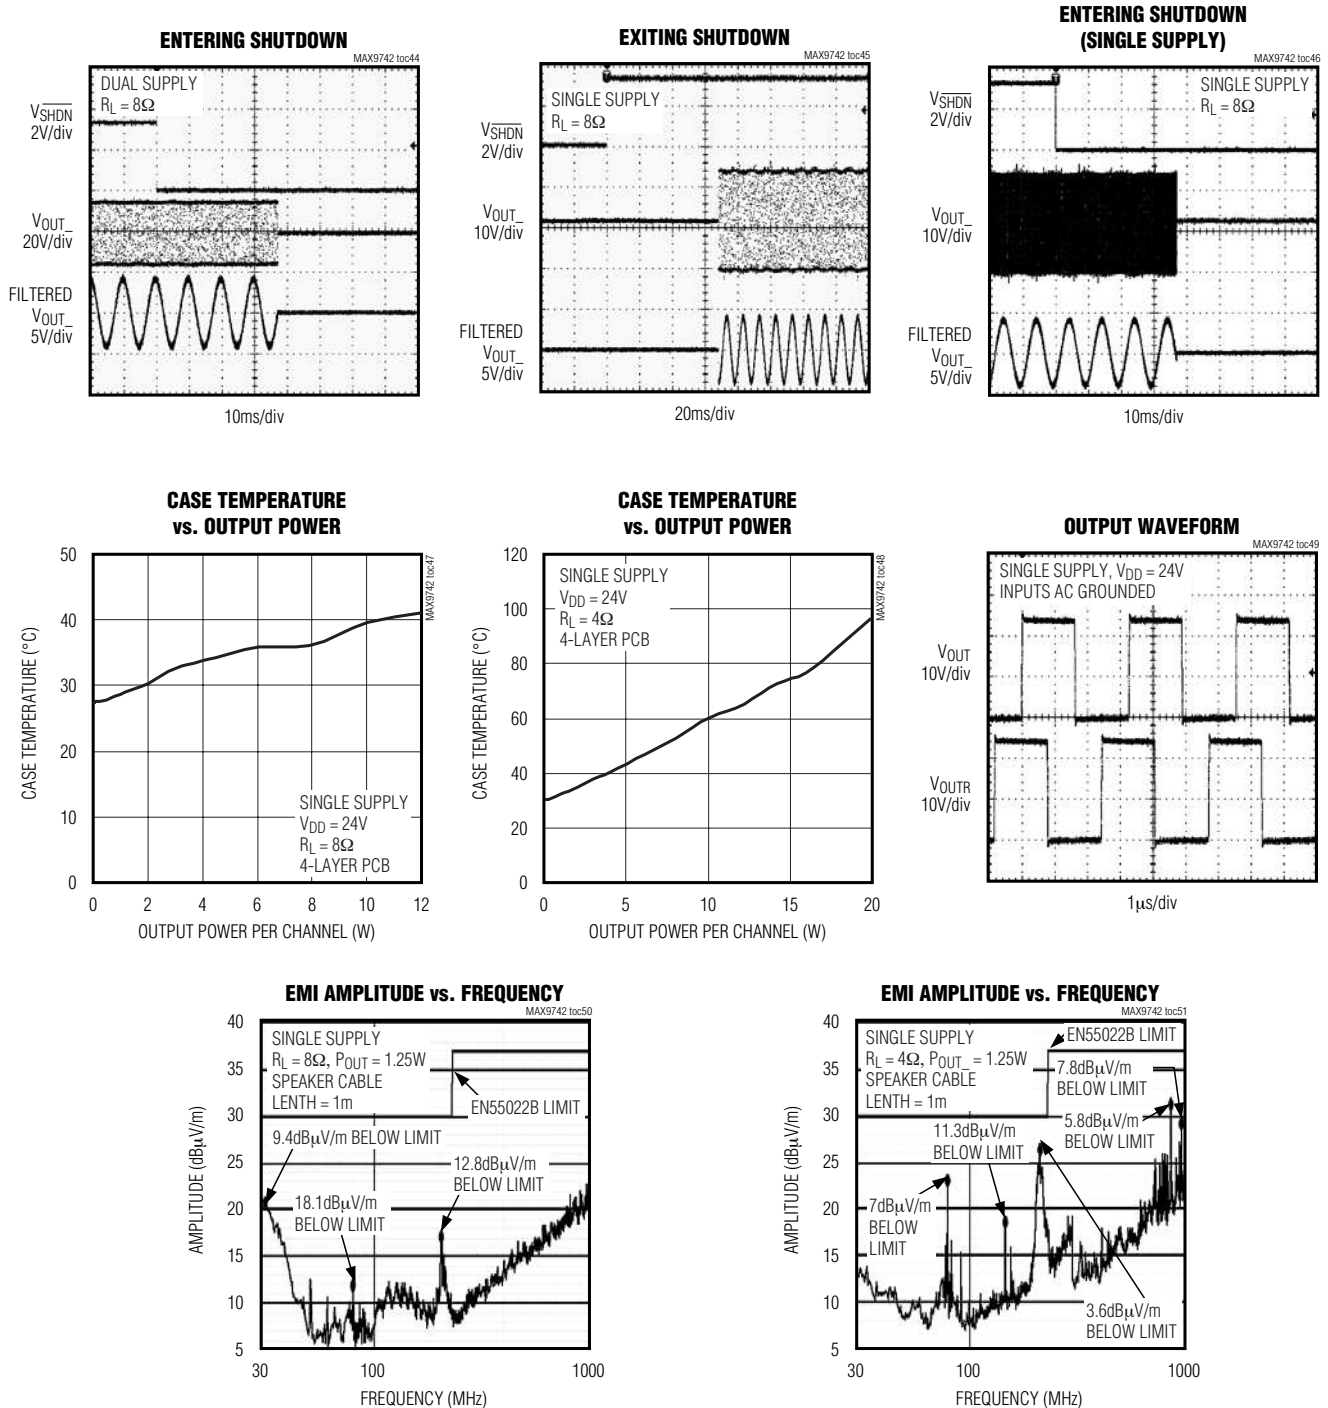 ENTERING SHUTDOWN
MAX9742 toc44
DUAL SUPPLY
RL = 8Ω
VSHDN
2V/div
VOUT_
20V/div
FILTERED
VOUT_
5V/div
10ms/div
EXITING SHUTDOWN
MAX9742 toc45
SINGLE SUPPLY
RL = 8Ω
VSHDN
2V/div
VOUT_
10V/div
FILTERED
VOUT_
5V/div
20ms/div
ENTERING SHUTDOWN
(SINGLE SUPPLY)
MAX9742 toc46
SINGLE SUPPLY
RL = 8Ω
VSHDN
2V/div
VOUT_
10V/div
FILTERED
VOUT_
5V/div
10ms/div
CASE TEMPERATURE
vs. OUTPUT POWER
MAX9742 toc47
50
40
30
20
10
0
CASE TEMPERATURE (°C)
SINGLE SUPPLY
VDD = 24V
RL = 8Ω
4-LAYER PCB
0 2 4 6 8 10 12
OUTPUT POWER PER CHANNEL (W)
CASE TEMPERATURE
vs. OUTPUT POWER
MAX9742 toc48
120
100
80
60
40
20
0
CASE TEMPERATURE (°C)
SINGLE SUPPLY
VDD = 24V
RL = 4Ω
4-LAYER PCB
0 5 10 15 20
OUTPUT POWER PER CHANNEL (W)
OUTPUT WAVEFORM
MAX9742 toc49
SINGLE SUPPLY, VDD = 24V
INPUTS AC GROUNDED
VOUT
10V/div
VOUTR
10V/div
1µs/div
EMI AMPLITUDE vs. FREQUENCY
MAX9742 toc50
40
35
30
25
20
15
10
5
AMPLITUDE (dBµV/m)
SINGLE SUPPLY
RL = 8Ω, POUT = 1.25W
SPEAKER CABLE
LENTH = 1m
EN55022B LIMIT
9.4dBµV/m BELOW LIMIT
12.8dBµV/m
BELOW LIMIT
18.1dBµV/m
BELOW LIMIT
30 100 1000
FREQUENCY (MHz)
EMI AMPLITUDE vs. FREQUENCY
MAX9742 toc51
40
35
30
25
20
15
10
5
AMPLITUDE (dBµV/m)
SINGLE SUPPLY
RL = 4Ω, POUT_ = 1.25W
SPEAKER CABLE
LENTH = 1m
EN55022B LIMIT
7.8dBµV/m
BELOW LIMIT
5.8dBµV/m
BELOW LIMIT
11.3dBµV/m
BELOW LIMIT
7dBµV/m
BELOW
LIMIT
3.6dBµV/m
BELOW LIMIT
30 100 1000
FREQUENCY (MHz)